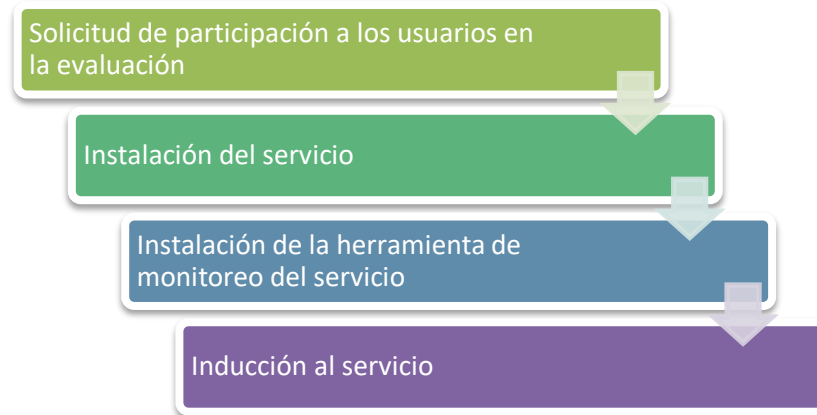 Solicitud de participación a los usuarios en
la evaluación
Instalación del servicio
Instalación de la herramienta de
monitoreo del servicio
Inducción al servicio